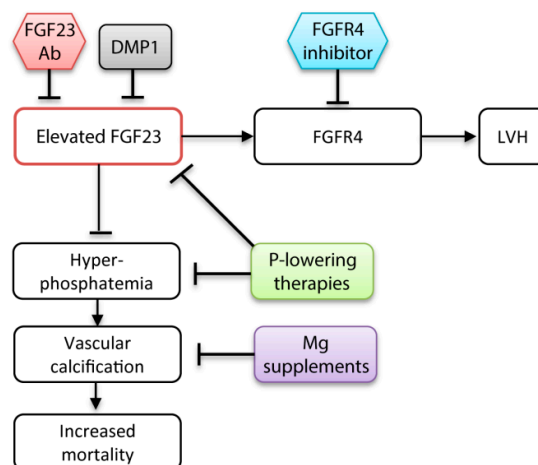 FGF23
Ab
DMP1
FGFR4
inhibitor
Elevated FGF23
FGFR4
LVH
Hyper-
phosphatemia
P-lowering
therapies
Vascular
calcification
Mg
supplements
Increased
mortality